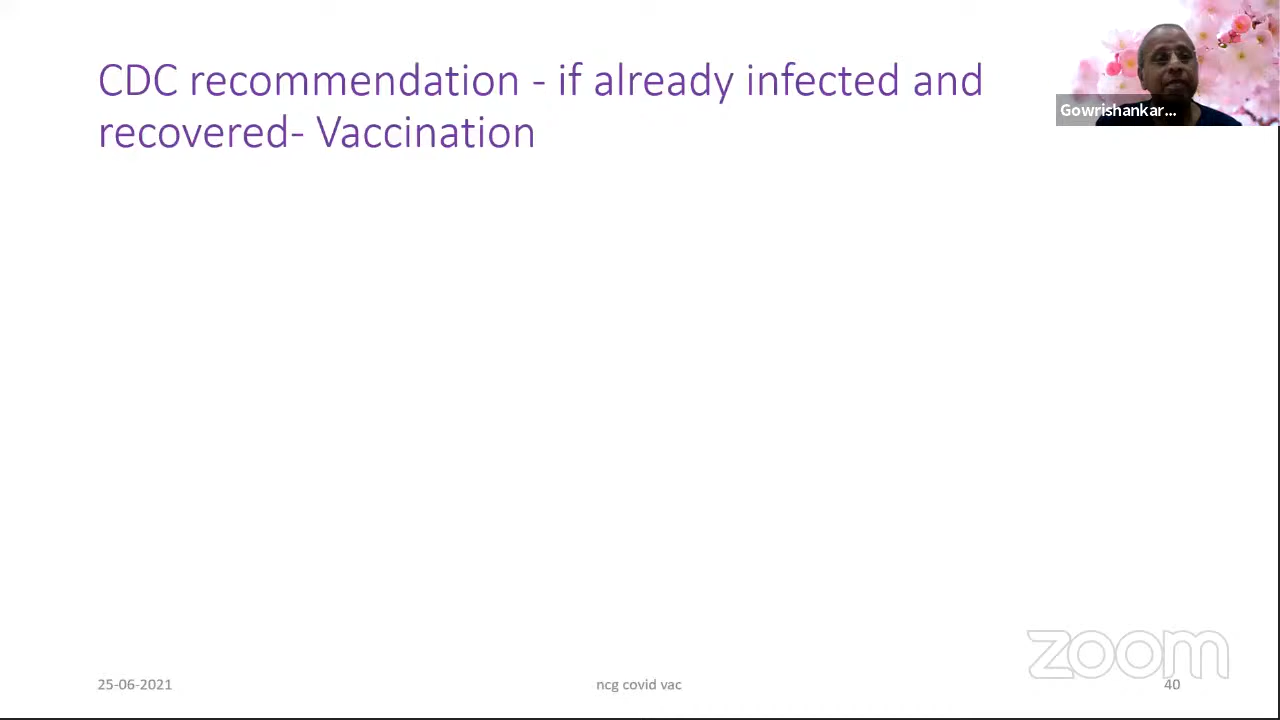 CDC recommendation - if already infected and
recovered- Vaccination
Gowrishankar...
zoom
25-06-2021
ncg covid vac
40